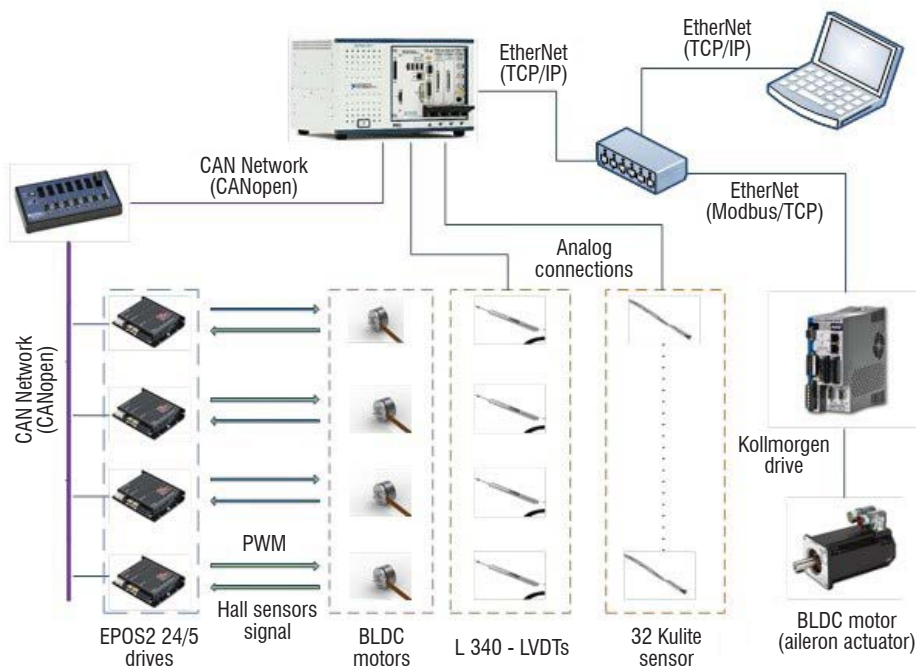 EtherNet
(TCP/IP)
EtherNet
(TCP/IP)
CAN Network
(CANopen)
EtherNet
(Modbus/TCP)
Analog
connections
CAN Network
(CANopen)
Kollmorgen
drive
PWM
Hall sensors
signal
EPOS2 24/5
drives
BLDC
motors
L 340 - LVDTs
32 Kulite
sensor
BLDC motor
(aileron actuator)